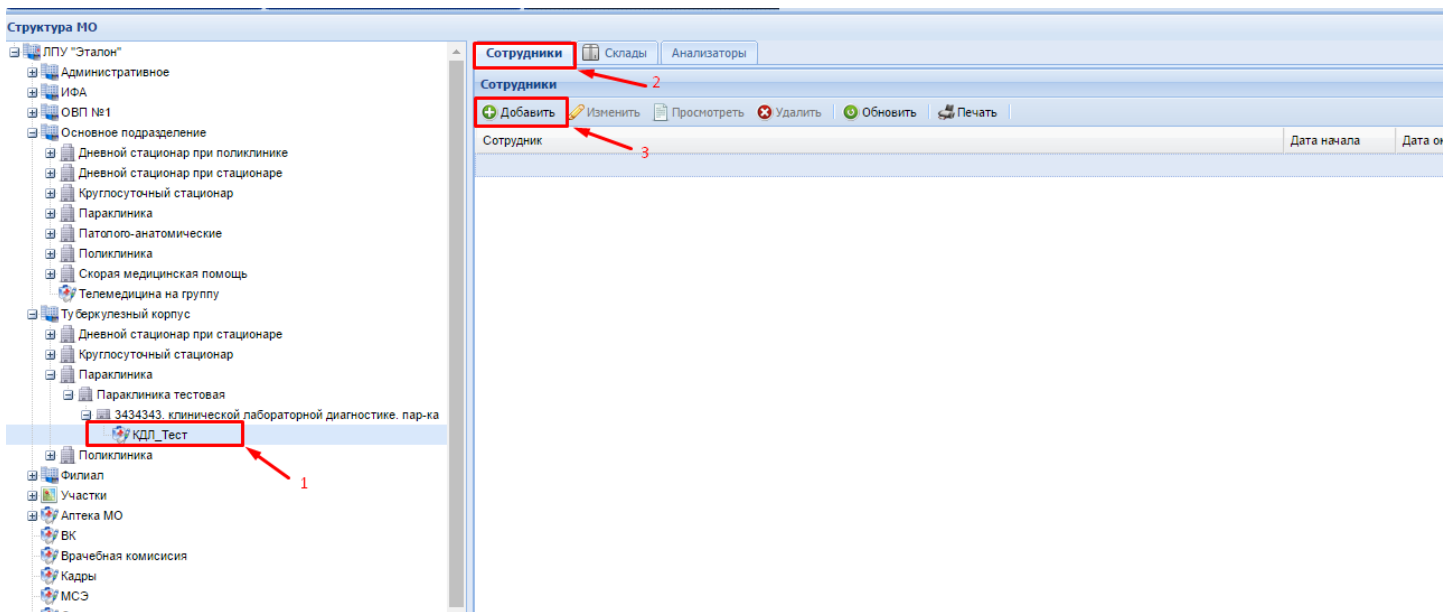 Структура МО
ЛПУ "Эталон"
Административное
ИФА
ОВП №1
Основное подразделение
Дневной стационар при поликлинике
Дневной стационар при стационаре
Круглосуточный стационар
Параклиника
Патолого-анатомические
Поликлиника
Скорая медицинская помощь
Телемедицина на группу
Туберкулезный корпус
Дневной стационар при стационаре
Круглосуточный стационар
Параклиника
Параклиника тестовая
3434343. клинической лабораторной диагностике. пар-ка
КДЛ_Тест
Поликлиника
1
Филиал
Участки
Аптека МО
ВК
Врачебная комисисия
Кадры
МСЭ
Сотрудники Склады Анализаторы
2
Сотрудники
Добавить Изменить Просмотреть Удалить Обновить Печать
3
Сотрудник Дата начала Дата ок